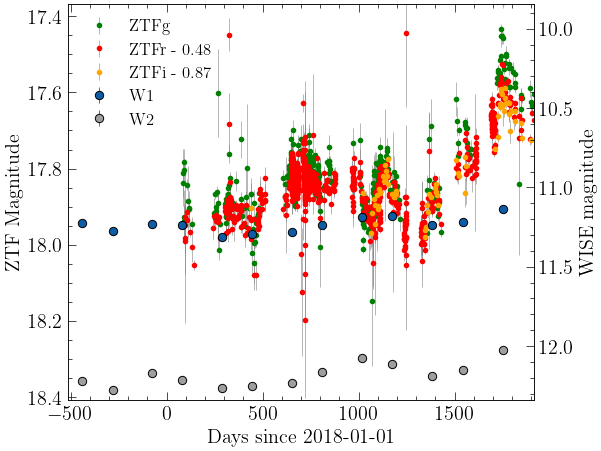 ZTFg
ZTFr - 0.48
ZTFi - 0.87
W1
W2
17.4
17.6
17.8
18.0
18.2
18.4
10.0
10.5
11.0
11.5
12.0
−500
0
500
1000
1500
ZTF Magnitude
WISE magnitude
Days since 2018-01-01